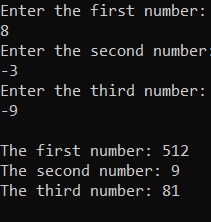 Enter the first number:
8
Enter the second number:
-3
Enter the third number:
-9

The first number: 512
The second number: 9
The third number: 81